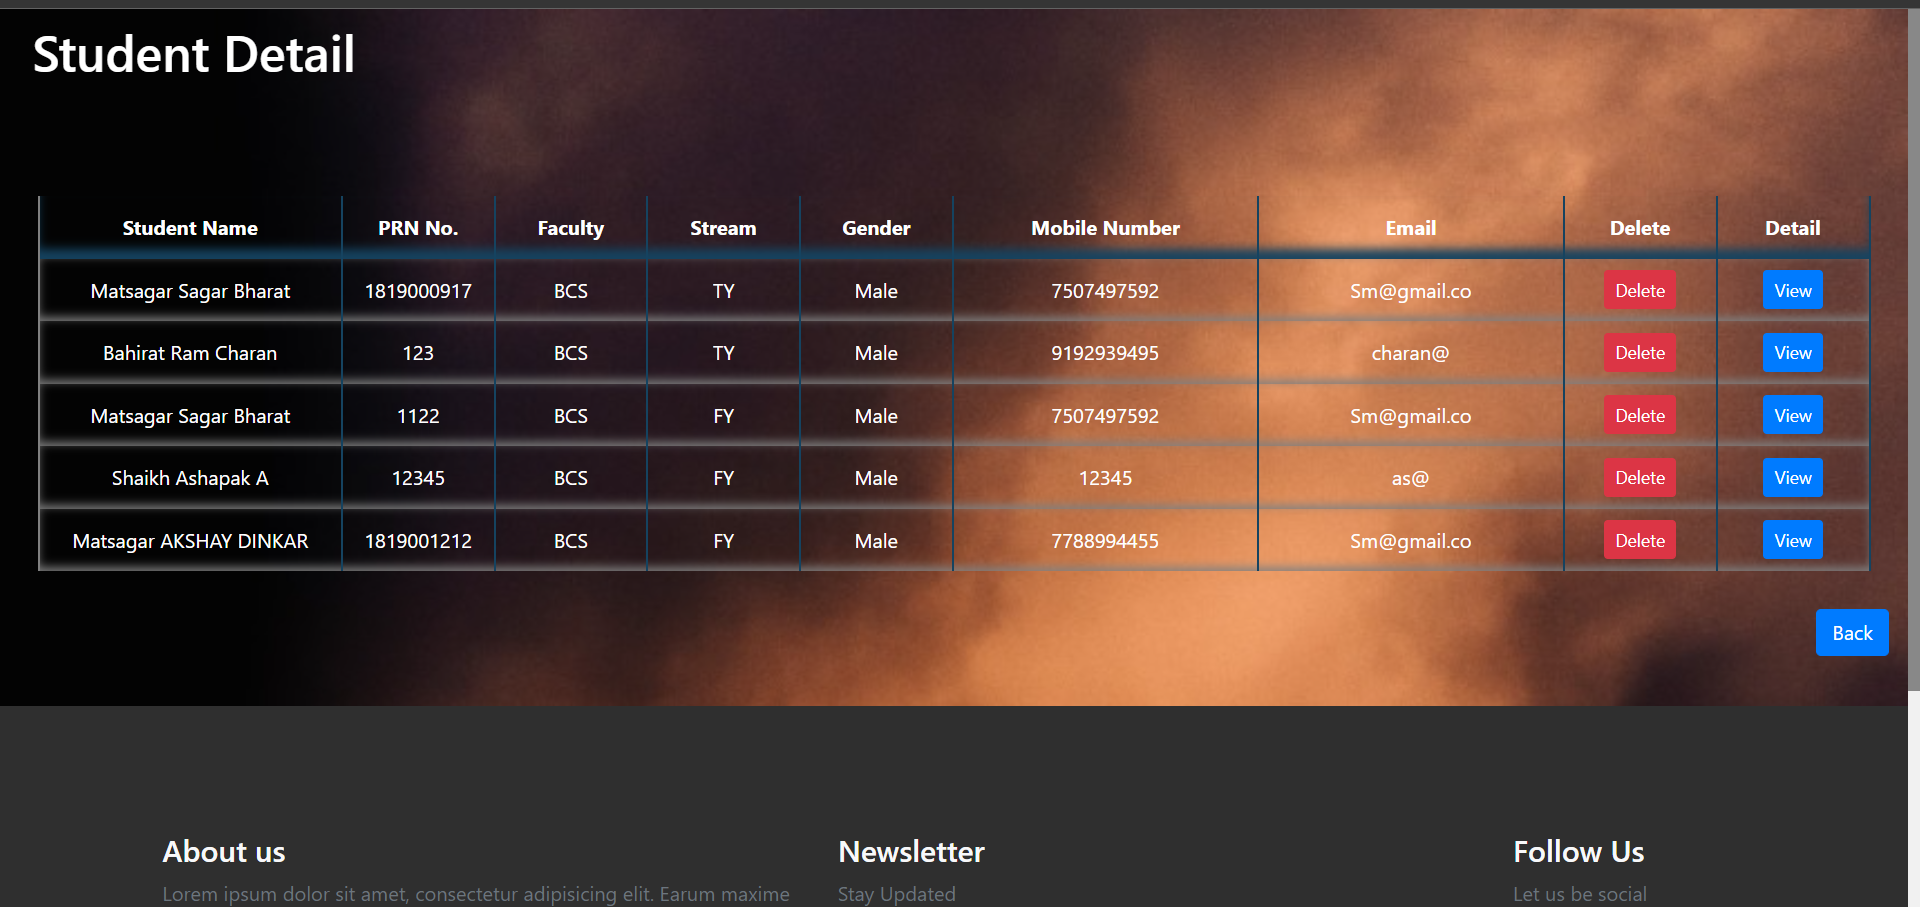 Student Detail
Student Name PRN No. Faculty Stream Gender Mobile Number Email Delete Detail
Matsagar Sagar Bharat 1819000917 BCS TY Male 7507497592 Sm@gmail.co Delete View
Bahirat Ram Charan 123 BCS TY Male 9192939495 charan@ Delete View
Matsagar Sagar Bharat 1122 BCS FY Male 7507497592 Sm@gmail.co Delete View
Shaikh Ashapak A 12345 BCS FY Male 12345 as@ Delete View
Matsagar AKSHAY DINKAR 1819001212 BCS FY Male 7788994455 Sm@gmail.co Delete View
Back
About us Newsletter Follow Us
Lorem ipsum dolor sit amet, consectetur adipisicing elit. Earum maxime Stay Updated Let us be social